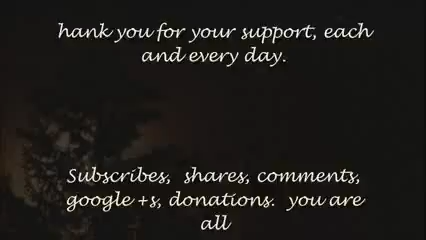 hank you for your support, each
and every day.
Subscribes, shares, comments,
google +s, donations. you are
all